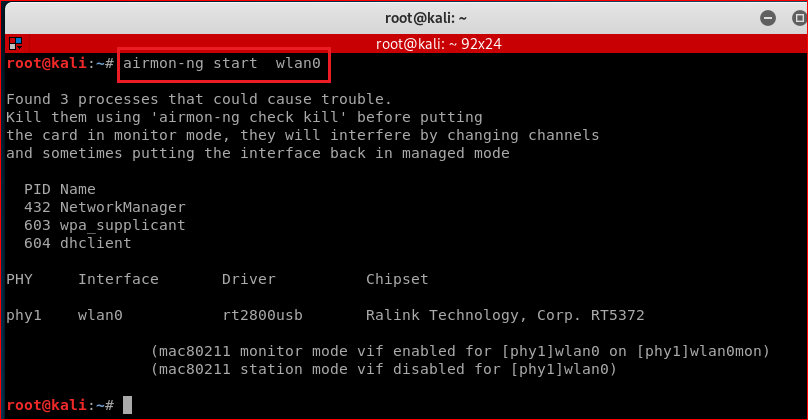 root@kali: ~
root@kali: ~ 92x24
root@kali:~# airmon-ng start  wlan0
Found 3 processes that could cause trouble.
Kill them using 'airmon-ng check kill' before putting
the card in monitor mode, they will interfere by changing channels
and sometimes putting the interface back in managed mode
  PID Name
  432 NetworkManager
  603 wpa_supplicant
  604 dhclient
PHY     Interface       Driver          Chipset
phy1    wlan0           rt2800usb       Ralink Technology, Corp. RT5372
                (mac80211 monitor mode vif enabled for [phy1]wlan0 on [phy1]wlan0mon)
                (mac80211 station mode vif disabled for [phy1]wlan0)
root@kali:~#